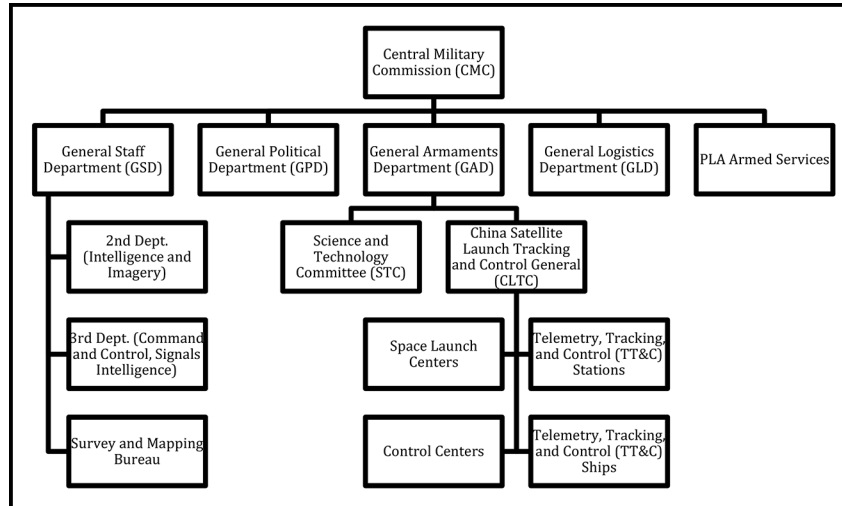 Central Military
Commission (CMC)
General Staff
Department (GSD)
General Political
Department (GPD)
General Armaments
Department (GAD)
General Logistics
Department (GLD)
PLA Armed Services
2nd Dept.
(Intelligence and
Imagery)
Science and
Technology
Committee (STC)
China Satellite
Launch Tracking
and Control General
(CLTC)
3rd Dept. (Command
and Control, Signals
Intelligence)
Space Launch
Centers
Telemetry, Tracking,
and Control (TT&C)
Stations
Survey and Mapping
Bureau
Control Centers
Telemetry, Tracking,
and Control (TT&C)
Ships